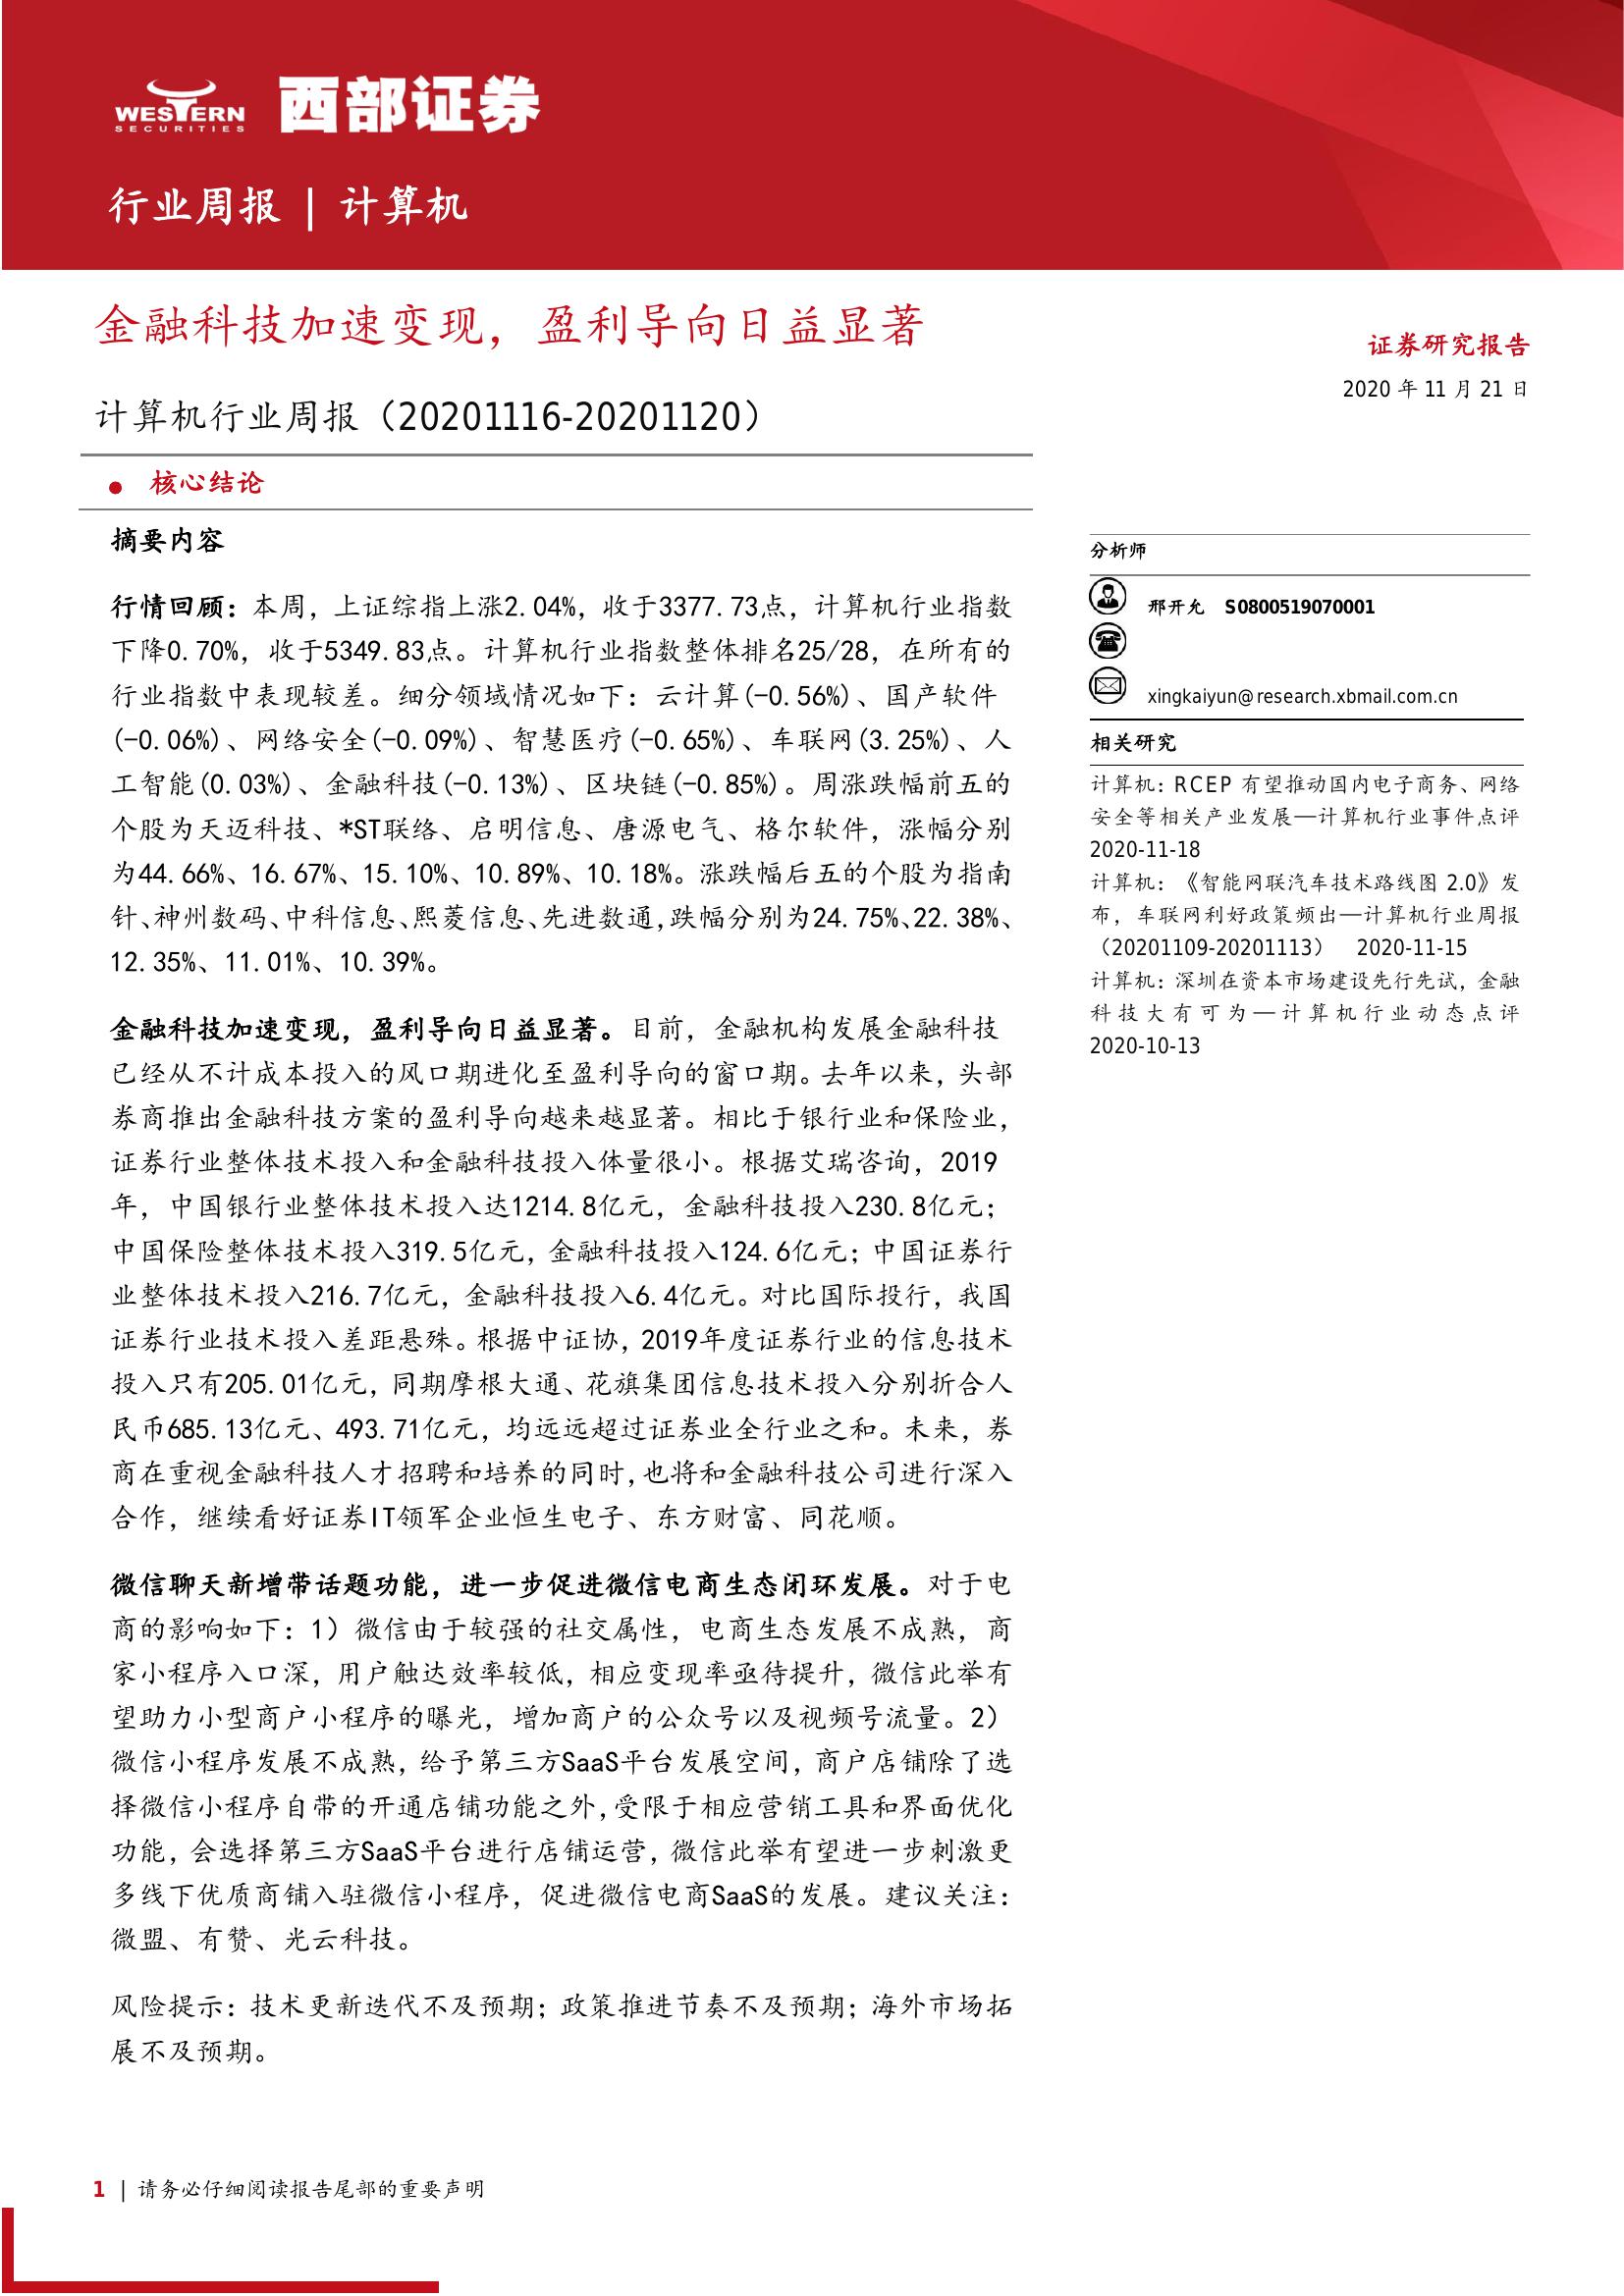 WESTERN
SECURITIES
西部证券
行业周报 | 计算机
金融科技加速变现，盈利导向日益显著
计算机行业周报（20201116-20201120）
● 核心结论
摘要内容
行情回顾：本周，上证综指上涨2.04%，收于3377.73点，计算机行业指数
下降0.70%，收于5349.83点。计算机行业指数整体排名25/28，在所有的
行业指数中表现较差。细分领域情况如下：云计算(-0.56%)、国产软件
(-0.06%)、网络安全(-0.09%)、智慧医疗(-0.65%)、车联网(3.25%)、人
工智能(0.03%)、金融科技(-0.13%)、区块链(-0.85%)。周涨跌幅前五的
个股为天迈科技、*ST联络、启明信息、唐源电气、格尔软件，涨幅分别
为44.66%、16.67%、15.10%、10.89%、10.18%。涨跌幅后五的个股为指南
针、神州数码、中科信息、熙菱信息、先进数通，跌幅分别为24.75%、22.38%、
12.35%、11.01%、10.39%。
金融科技加速变现，盈利导向日益显著。目前，金融机构发展金融科技
已经从不计成本投入的风口期进化至盈利导向的窗口期。去年以来，头部
券商推出金融科技方案的盈利导向越来越显著。相比于银行业和保险业，
证券行业整体技术投入和金融科技投入体量很小。根据艾瑞咨询，2019
年，中国银行业整体技术投入达1214.8亿元，金融科技投入230.8亿元；
中国保险整体技术投入319.5亿元，金融科技投入124.6亿元；中国证券行
业整体技术投入216.7亿元，金融科技投入6.4亿元。对比国际投行，我国
证券行业技术投入差距悬殊。根据中证协，2019年度证券行业的信息技术
投入只有205.01亿元，同期摩根大通、花旗集团信息技术投入分别折合人
民币685.13亿元、493.71亿元，均远远超过证券业全行业之和。未来，券
商在重视金融科技人才招聘和培养的同时，也将和金融科技公司进行深入
合作，继续看好证券IT领军企业恒生电子、东方财富、同花顺。
微信聊天新增带话题功能，进一步促进微信电商生态闭环发展。对于电
商的影响如下：1）微信由于较强的社交属性，电商生态发展不成熟，商
家小程序入口深，用户触达效率较低，相应变现率亟待提升，微信此举有
望助力小型商户小程序的曝光，增加商户的公众号以及视频号流量。2）
微信小程序发展不成熟，给予第三方SaaS平台发展空间，商户店铺除了选
择微信小程序自带的开通店铺功能之外，受限于相应营销工具和界面优化
功能，会选择第三方SaaS平台进行店铺运营，微信此举有望进一步刺激更
多线下优质商铺入驻微信小程序，促进微信电商SaaS的发展。建议关注：
微盟、有赞、光云科技。
风险提示：技术更新迭代不及预期；政策推进节奏不及预期；海外市场拓
展不及预期。
证券研究报告
2020 年 11 月 21 日
分析师
邢开允 S0800519070001
xingkaiyun@research.xbmail.com.cn
相关研究
计算机：RCEP 有望推动国内电子商务、网络
安全等相关产业发展—计算机行业事件点评
2020-11-18
计算机：《智能网联汽车技术路线图 2.0》发
布，车联网利好政策频出—计算机行业周报
（20201109-20201113） 2020-11-15
计算机：深圳在资本市场建设先行先试，金融
科技大有可为—计算机行业动态点评
2020-10-13
1 | 请务必仔细阅读报告尾部的重要声明